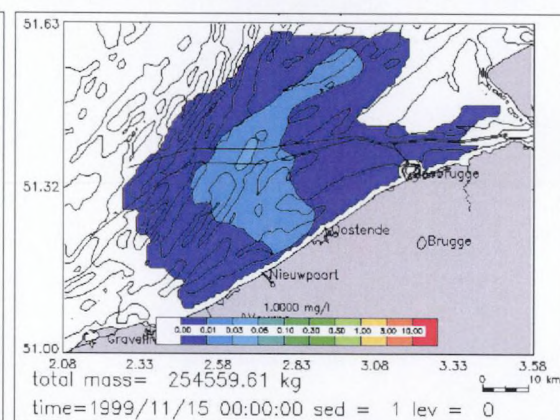 51.63
51.32
51.00
Oostende
Brugge
Nieuwpoort
1.0000 mg/l
0.00 0.01 0.03 0.05 0.10 0.30 0.50 1.00 3.00 10.00
2.08 2.33 2.58 2.83 3.08 3.33 3.58
total mass= 254559.61 kg
0 10 km
time=1999/11/15 00:00:00 sed = 1 lev = 0